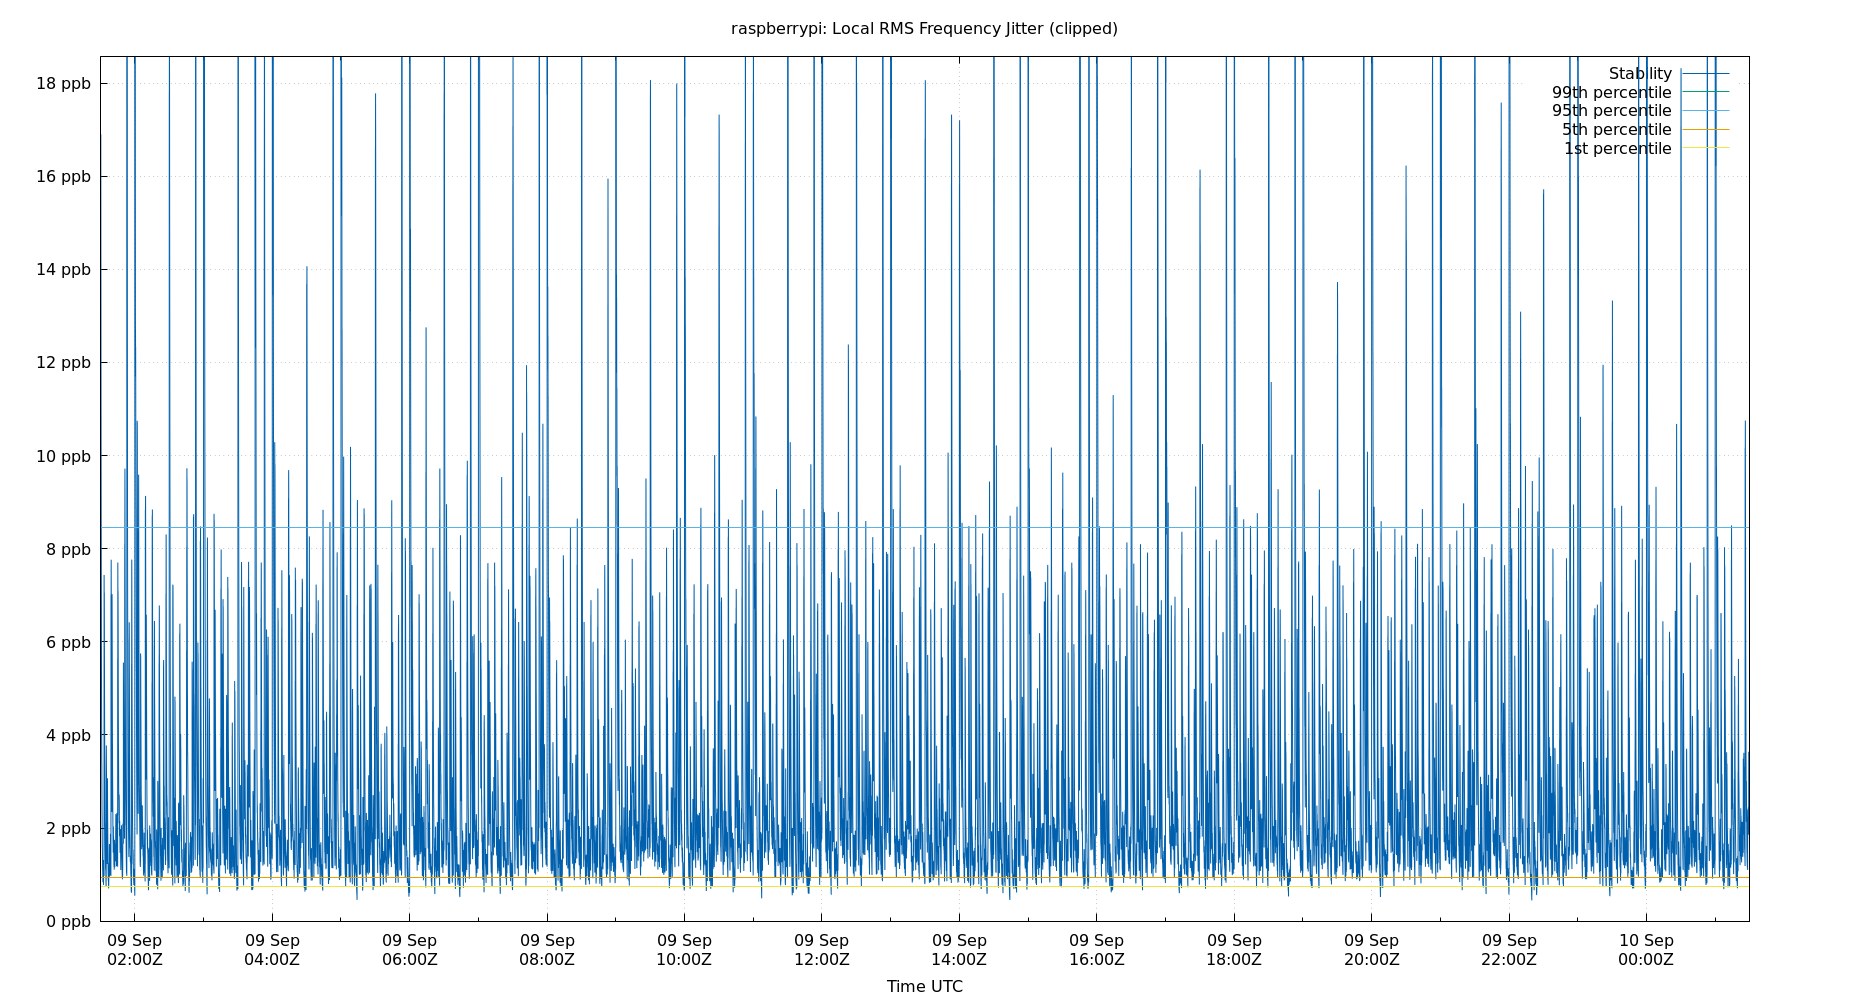 raspberrypi: Local RMS Frequency Jitter (clipped)
18 ppb
16 ppb
14 ppb
12 ppb
10 ppb
8 ppb
6 ppb
4 ppb
2 ppb
0 ppb
Stability
99th percentile
95th percentile
5th percentile
1st percentile
09 Sep 09 Sep 09 Sep 09 Sep 09 Sep 09 Sep 09 Sep 09 Sep 09 Sep 09 Sep 09 Sep 10 Sep
02:00Z 04:00Z 06:00Z 08:00Z 10:00Z 12:00Z 14:00Z 16:00Z 18:00Z 20:00Z 22:00Z 00:00Z
Time UTC